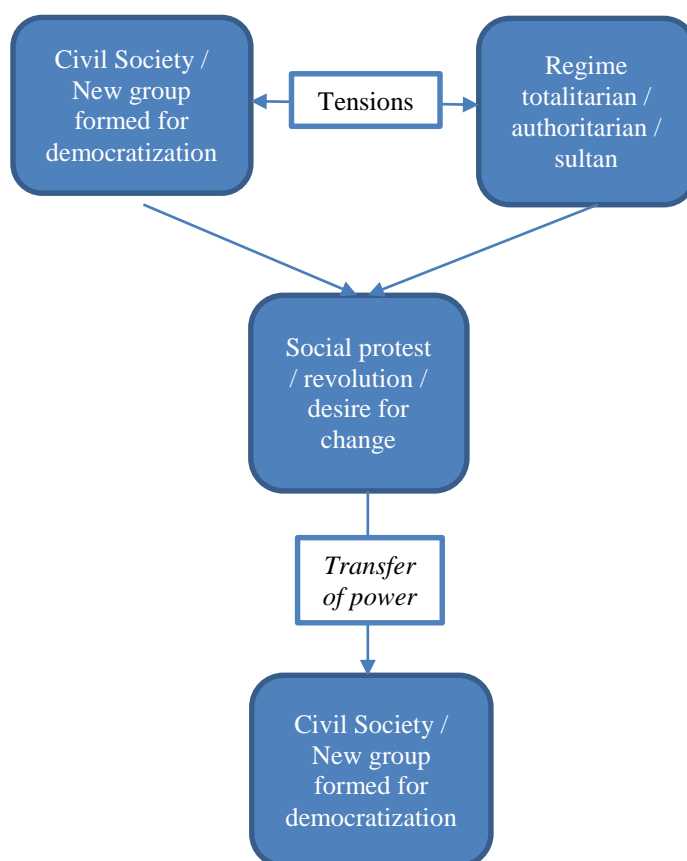 Civil Society /
New group
formed for
democratization
Tensions
Regime
totalitarian /
authoritarian /
sultan
Social protest
/ revolution /
desire for
change
Transfer
of power
Civil Society /
New group
formed for
democratization